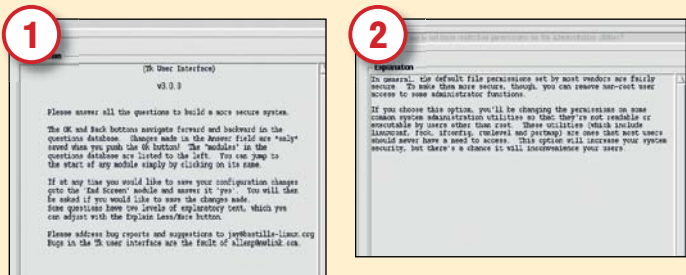 1
(Tk User Interface)
v3.0.3
Please answer all the questions to build a more secure system.
The OK and Back buttons navigate forward and backward in the
questions database. Changes made in the Answer field are *only*
saved when you push the Ok button! The "modules" in the
questions database are listed to the left. You can jump to
the start of any module simply by clicking on its name.
If at any time you would like to save your configuration changes
goto the 'End Screen' module and answer it 'yes'. You will then
be asked if you would like to save the changes made.
Some questions have two levels of explanatory text, which you
can adjust with the Explain Less/More button.
Please address bug reports and suggestions to jay@bastille-linux.org
Bugs in the Tk user interface are the fault of allenp@nwlink.com.
2
set more restrictive permissions on the administration utilities?
Explanation
In general, the default file permissions set by most vendors are fairly
secure. To make them more secure, though, you can remove non-root user
access to some administrator functions.
If you choose this option, you'll be changing the permissions on some
common system administration utilities so that they're not readable or
executable by users other than root. These utilities (which include
linuxconf, fsck, ifconfig, runlevel and portmap) are ones that most users
should never have a need to access. This option will increase your system
security, but there's a chance it will inconvenience your users.